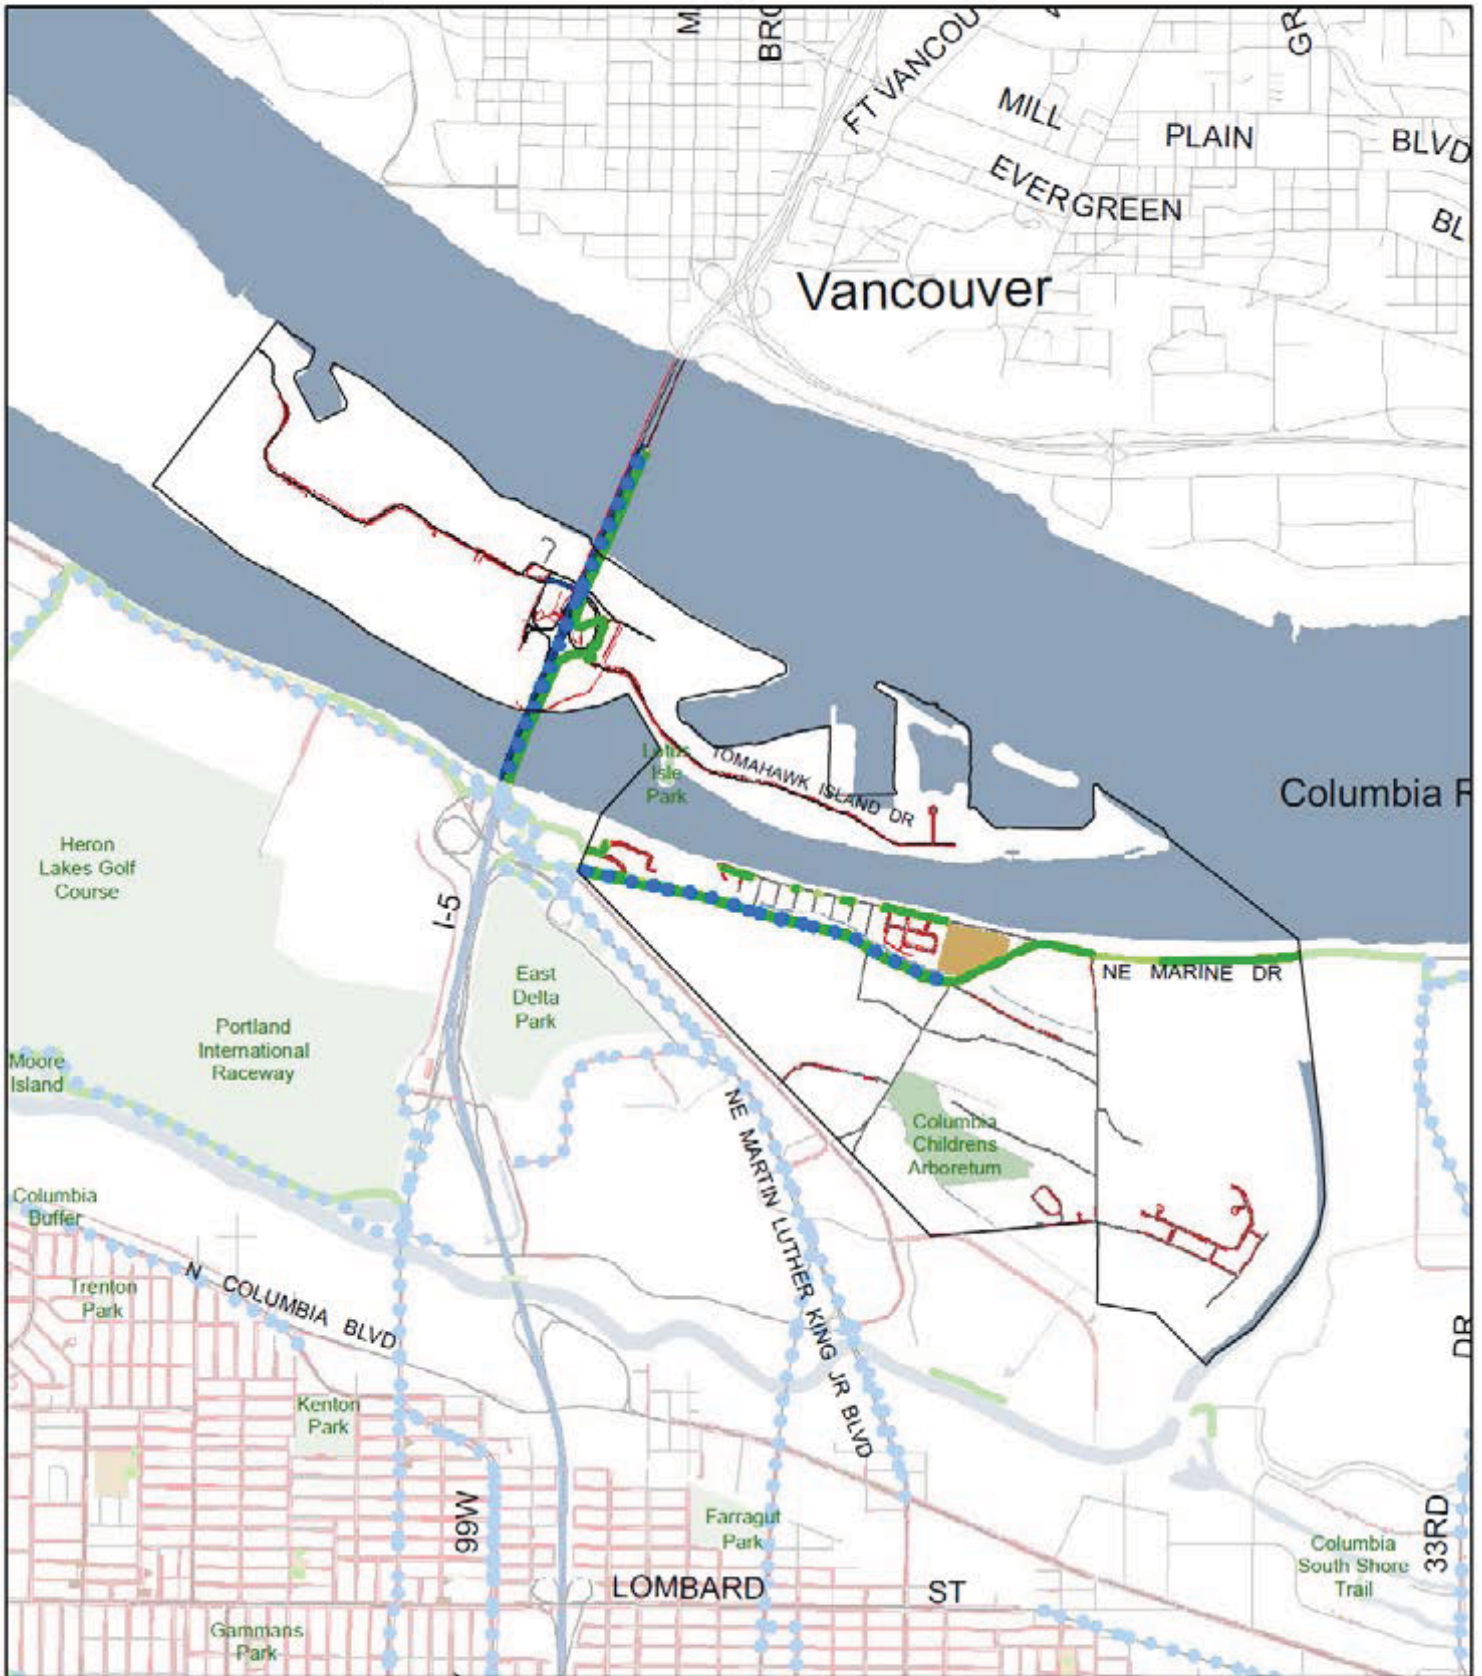 BRO
GR
FT VANCOU
MILL
PLAIN
BLVD
EVERGREEN
BL
Vancouver
Lotus
Isle
Park
TOMAHAWK ISLAND DR
Columbia R
Heron
Lakes Golf
Course
I-5
NE MARINE DR
East
Delta
Park
Portland
International
Raceway
Moore
Island
Columbia
Childrens
Arboretum
NE MARTIN LUTHER KING JR BLVD
Columbia
Buffer
Trenton
Park
N COLUMBIA BLVD
DR
Kenton
Park
99W
Farragut
Park
33RD
Columbia
South Shore
Trail
LOMBARD ST
Gammans
Park